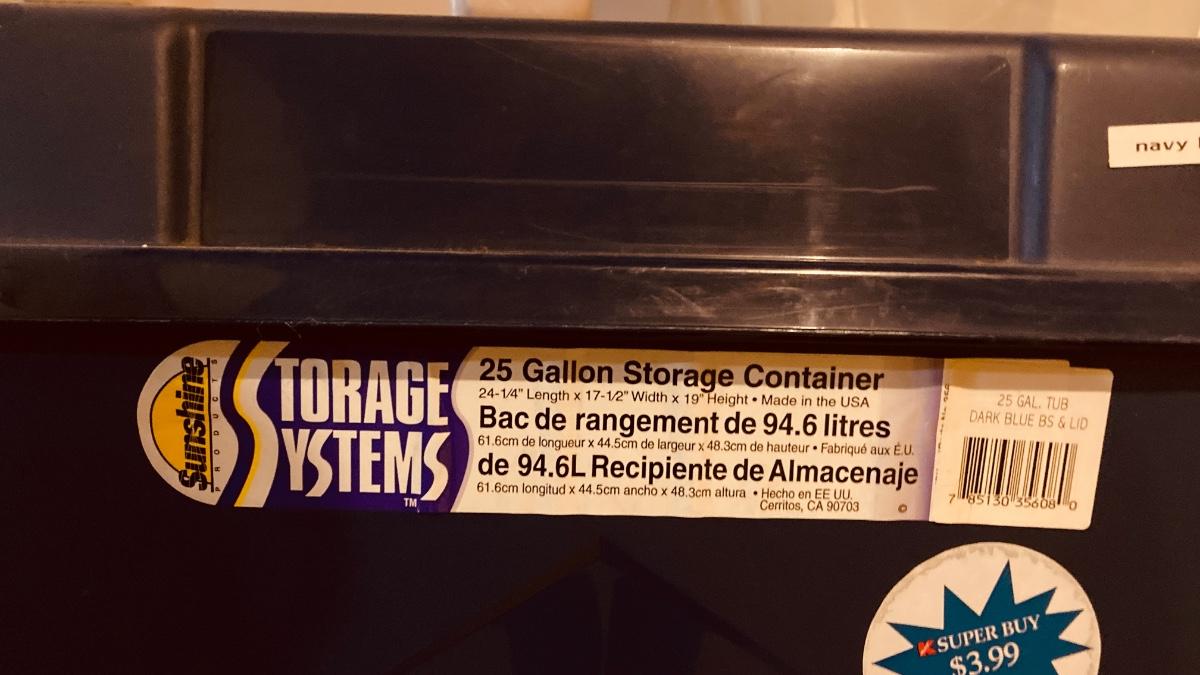 navy
Sunshine
PRODUCTS
STORAGE
SYSTEMS
TM
25 Gallon Storage Container
24-1/4" Length x 17-1/2" Width x 19" Height • Made in the USA
Bac de rangement de 94.6 litres
61.6cm de longueur x 44.5cm de largeur x 48.3cm de hauteur • Fabriqué aux É.U.
de 94.6L Recipiente de Almacenaje
61.6cm longitud x 44.5cm ancho x 48.3cm altura • Hecho en EE UU.
Cerritos, CA 90703
©
25 GAL. TUB
DARK BLUE BS & LID
7 85130 35608 0
K SUPER BUY
$3.99